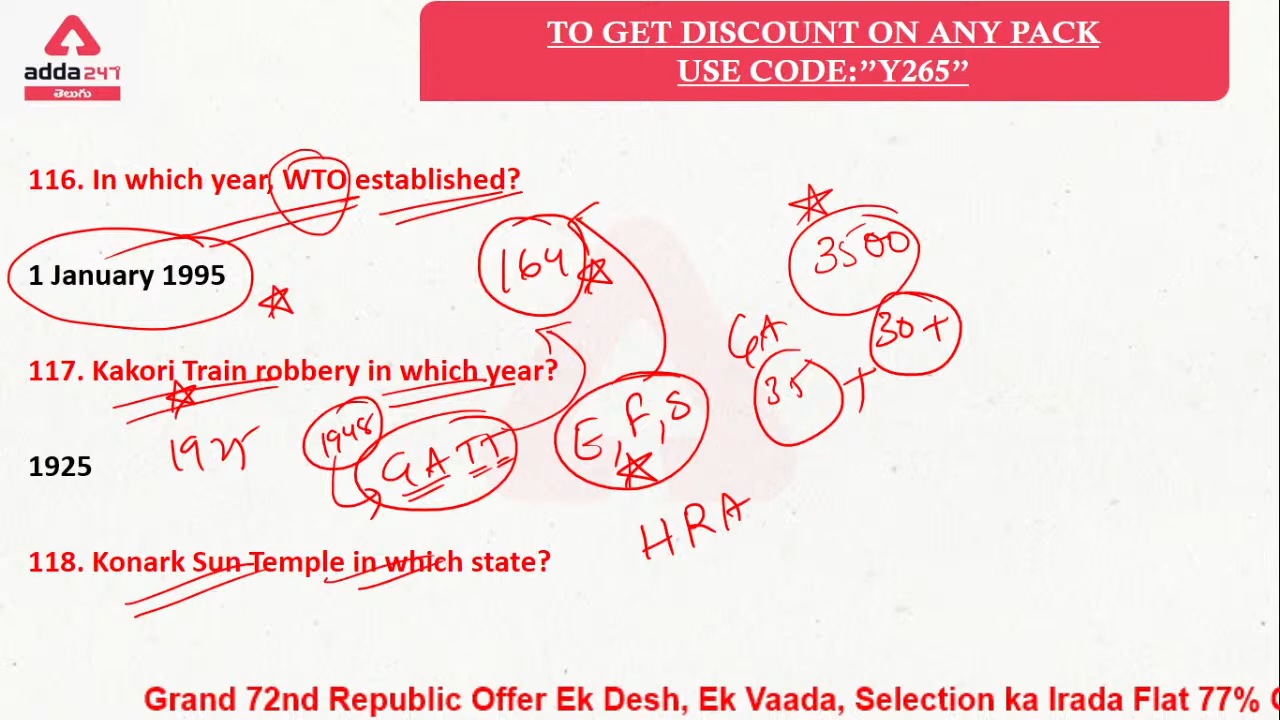 TO GET DISCOUNT ON ANY PACK
USE CODE:”Y265”
adda247
తెలుగు
116. In which year, WTO established?
1 January 1995
164
3500
30+
GA
35 +
117. Kakori Train robbery in which year?
1925
1925
1948
GATT
E, F, S
HRA
118. Konark Sun Temple in which state?
Grand 72nd Republic Offer Ek Desh, Ek Vaada, Selection ka Irada Flat 77%